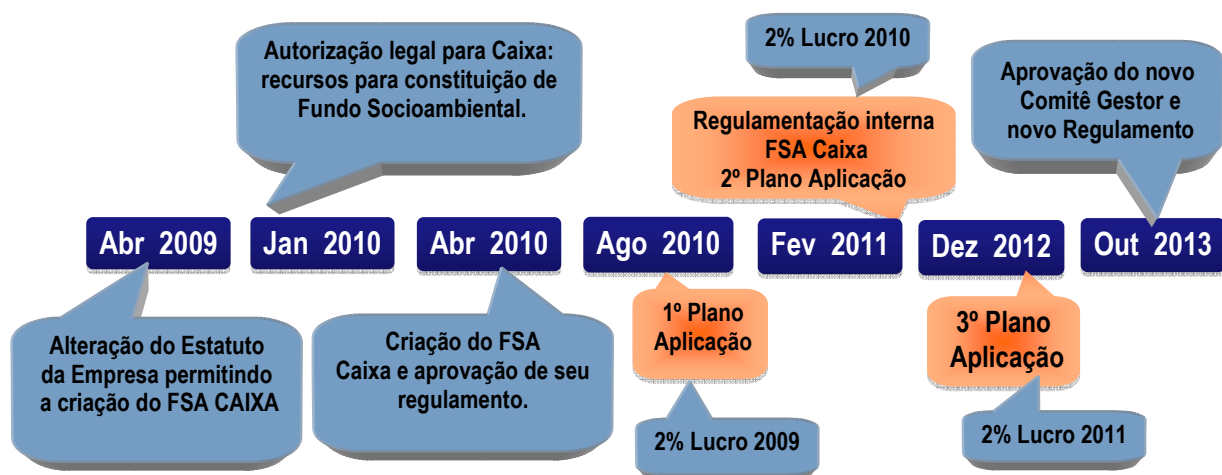 Autorização legal para Caixa:
recursos para constituição de
Fundo Socioambiental.
2% Lucro 2010
Regulamentação interna
FSA Caixa
2º Plano Aplicação
Aprovação do novo
Comitê Gestor e
novo Regulamento
Abr 2009
Jan 2010
Abr 2010
Ago 2010
Fev 2011
Dez 2012
Out 2013
Alteração do Estatuto
da Empresa permitindo
a criação do FSA CAIXA
Criação do FSA
Caixa e aprovação de seu
regulamento.
1º Plano
Aplicação
2% Lucro 2009
3º Plano
Aplicação
2% Lucro 2011